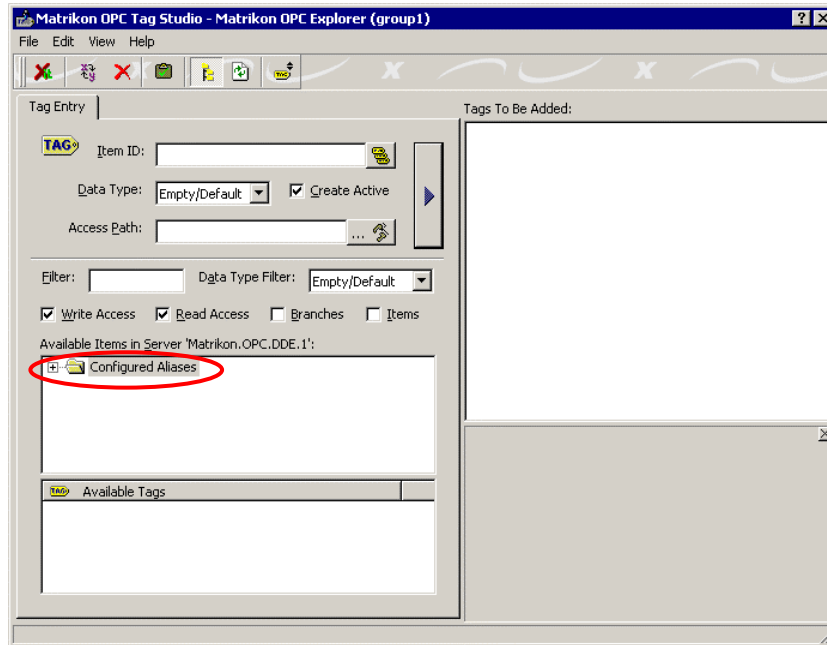 Matrikon OPC Tag Studio - Matrikon OPC Explorer (group1)
File Edit View Help
Tag Entry
Tags To Be Added:
TAG Item ID:
Data Type: Empty/Default Create Active
Access Path: ...
Filter: Data Type Filter: Empty/Default
Write Access Read Access Branches Items
Available Items in Server 'Matrikon.OPC.DDE.1':
Configured Aliases
TAG Available Tags